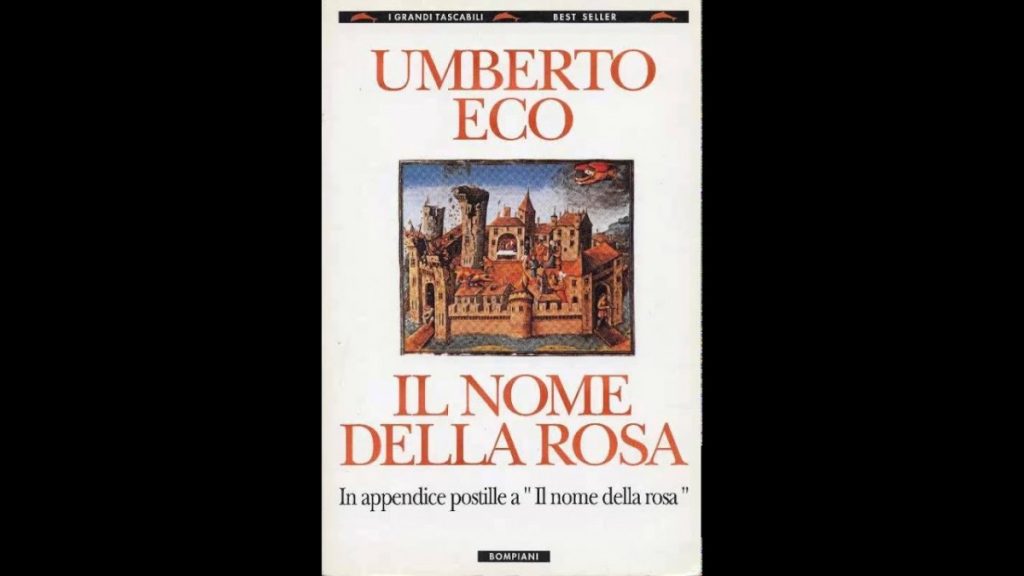 I GRANDI TASCABILI BEST SELLER
UMBERTO
ECO
IL NOME
DELLA ROSA
In appendice postille a "Il nome della rosa"
BOMPIANI